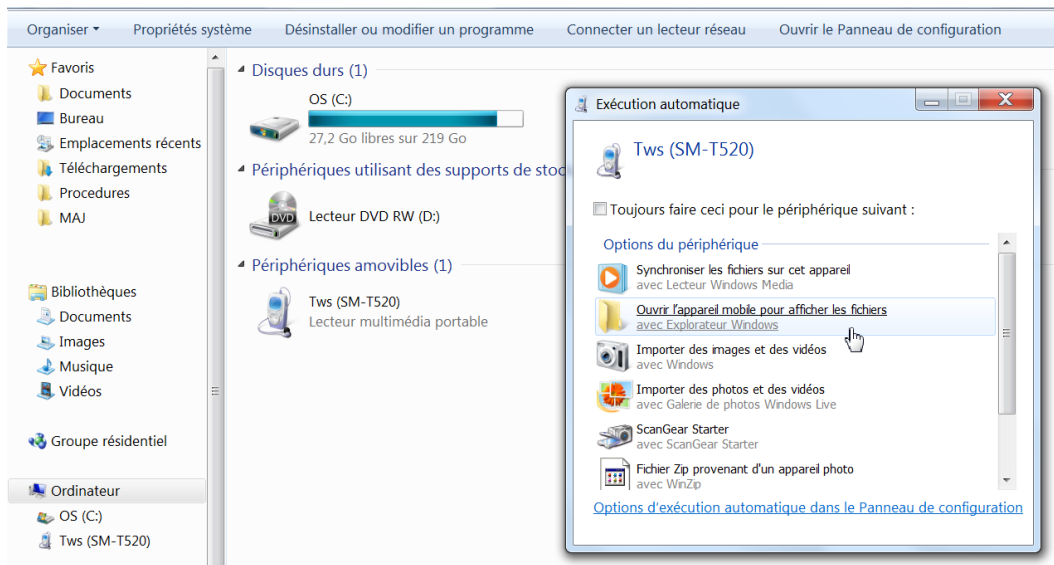 Organiser Propriétés système Désinstaller ou modifier un programme Connecter un lecteur réseau Ouvrir le Panneau de configuration
Favoris
Documents
Bureau
Emplacements récents
Téléchargements
Procedures
MAJ
Bibliothèques
Documents
Images
Musique
Vidéos
Groupe résidentiel
Ordinateur
OS (C:)
Tws (SM-T520)
Disques durs (1)
OS (C:)
27,2 Go libres sur 219 Go
Périphériques utilisant des supports de stoc
DVD
Lecteur DVD RW (D:)
Périphériques amovibles (1)
Tws (SM-T520)
Lecteur multimédia portable
Exécution automatique
Tws (SM-T520)
Toujours faire ceci pour le périphérique suivant :
Options du périphérique
Synchroniser les fichiers sur cet appareil
avec Lecteur Windows Media
Ouvrir l'appareil mobile pour afficher les fichiers
avec Explorateur Windows
Importer des images et des vidéos
avec Windows
Importer des photos et des vidéos
avec Galerie de photos Windows Live
ScanGear Starter
avec ScanGear Starter
Fichier Zip provenant d'un appareil photo
avec WinZip
Options d'exécution automatique dans le Panneau de configuration